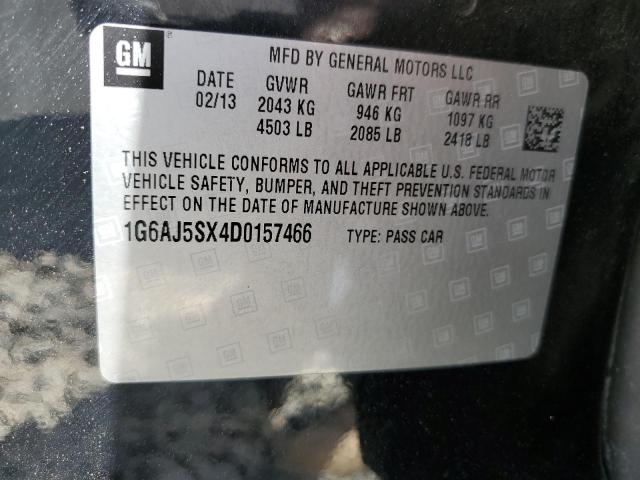 GM
MFD BY GENERAL MOTORS LLC
DATE GVWR GAWR FRT GAWR RR
02/13 2043 KG 946 KG 1097 KG
4503 LB 2085 LB 2418 LB
THIS VEHICLE CONFORMS TO ALL APPLICABLE U.S. FEDERAL MOTOR
VEHICLE SAFETY, BUMPER, AND THEFT PREVENTION STANDARDS IN
EFFECT ON THE DATE OF MANUFACTURE SHOWN ABOVE.
1G6AJ5SX4D0157466 TYPE: PASS CAR